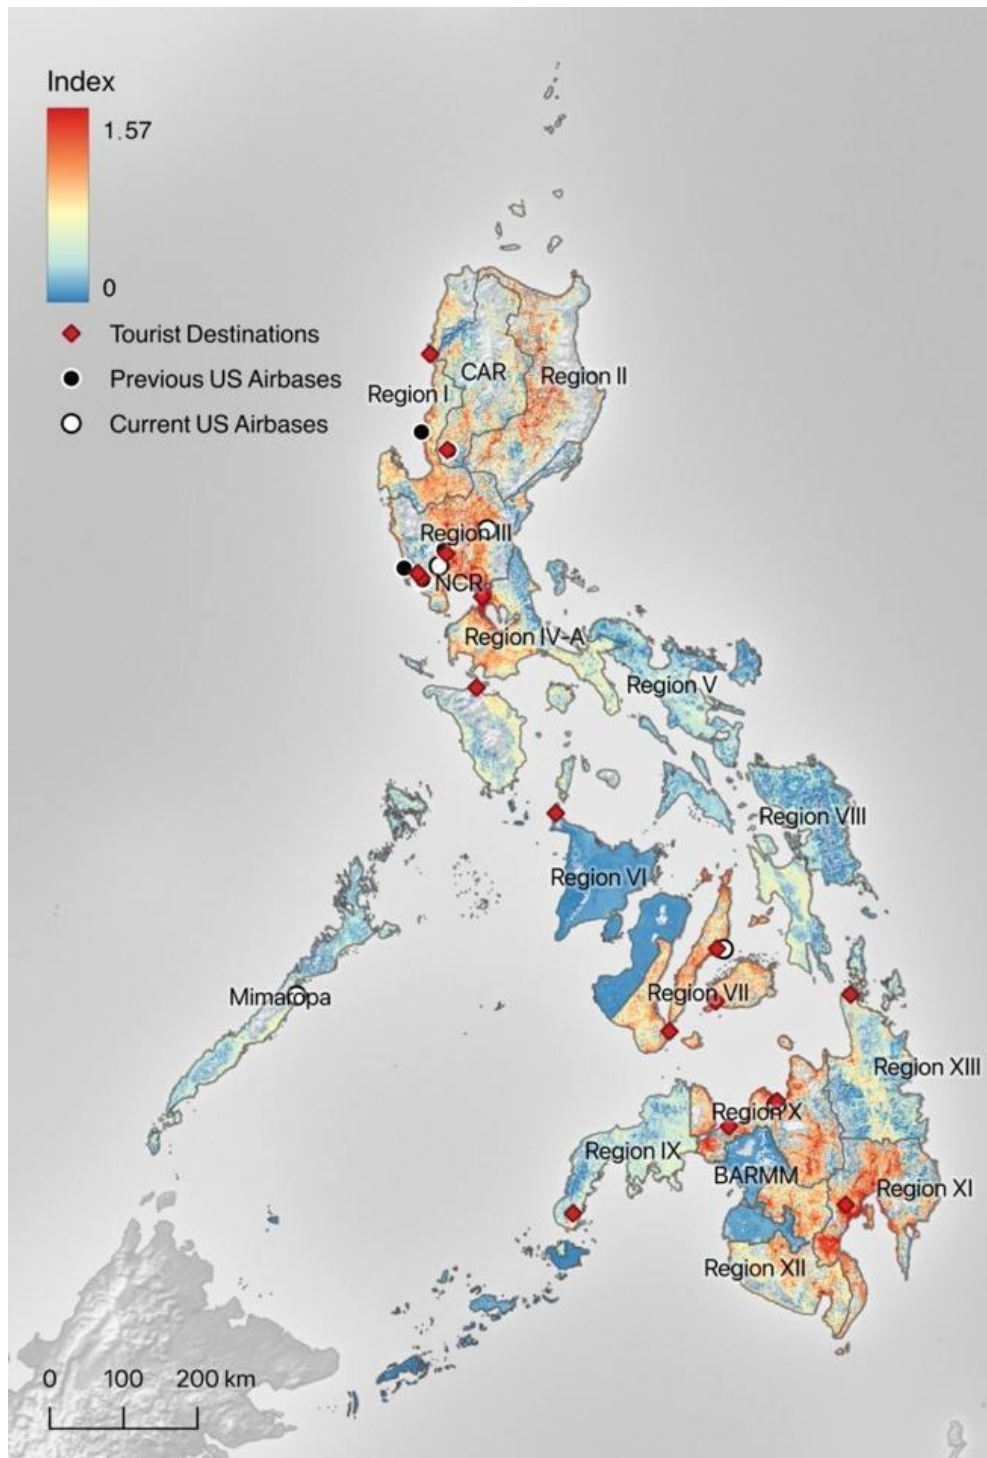 Index
1.57
0
Tourist Destinations
Previous US Airbases
Current US Airbases
CAR
Region II
Region I
Region III
NCR
Region IV-A
Region V
Region VIII
Region VI
Region VII
Mimaropa
Region XIII
Region X
Region IX
BARMM
Region XI
Region XII
0 100 200 km